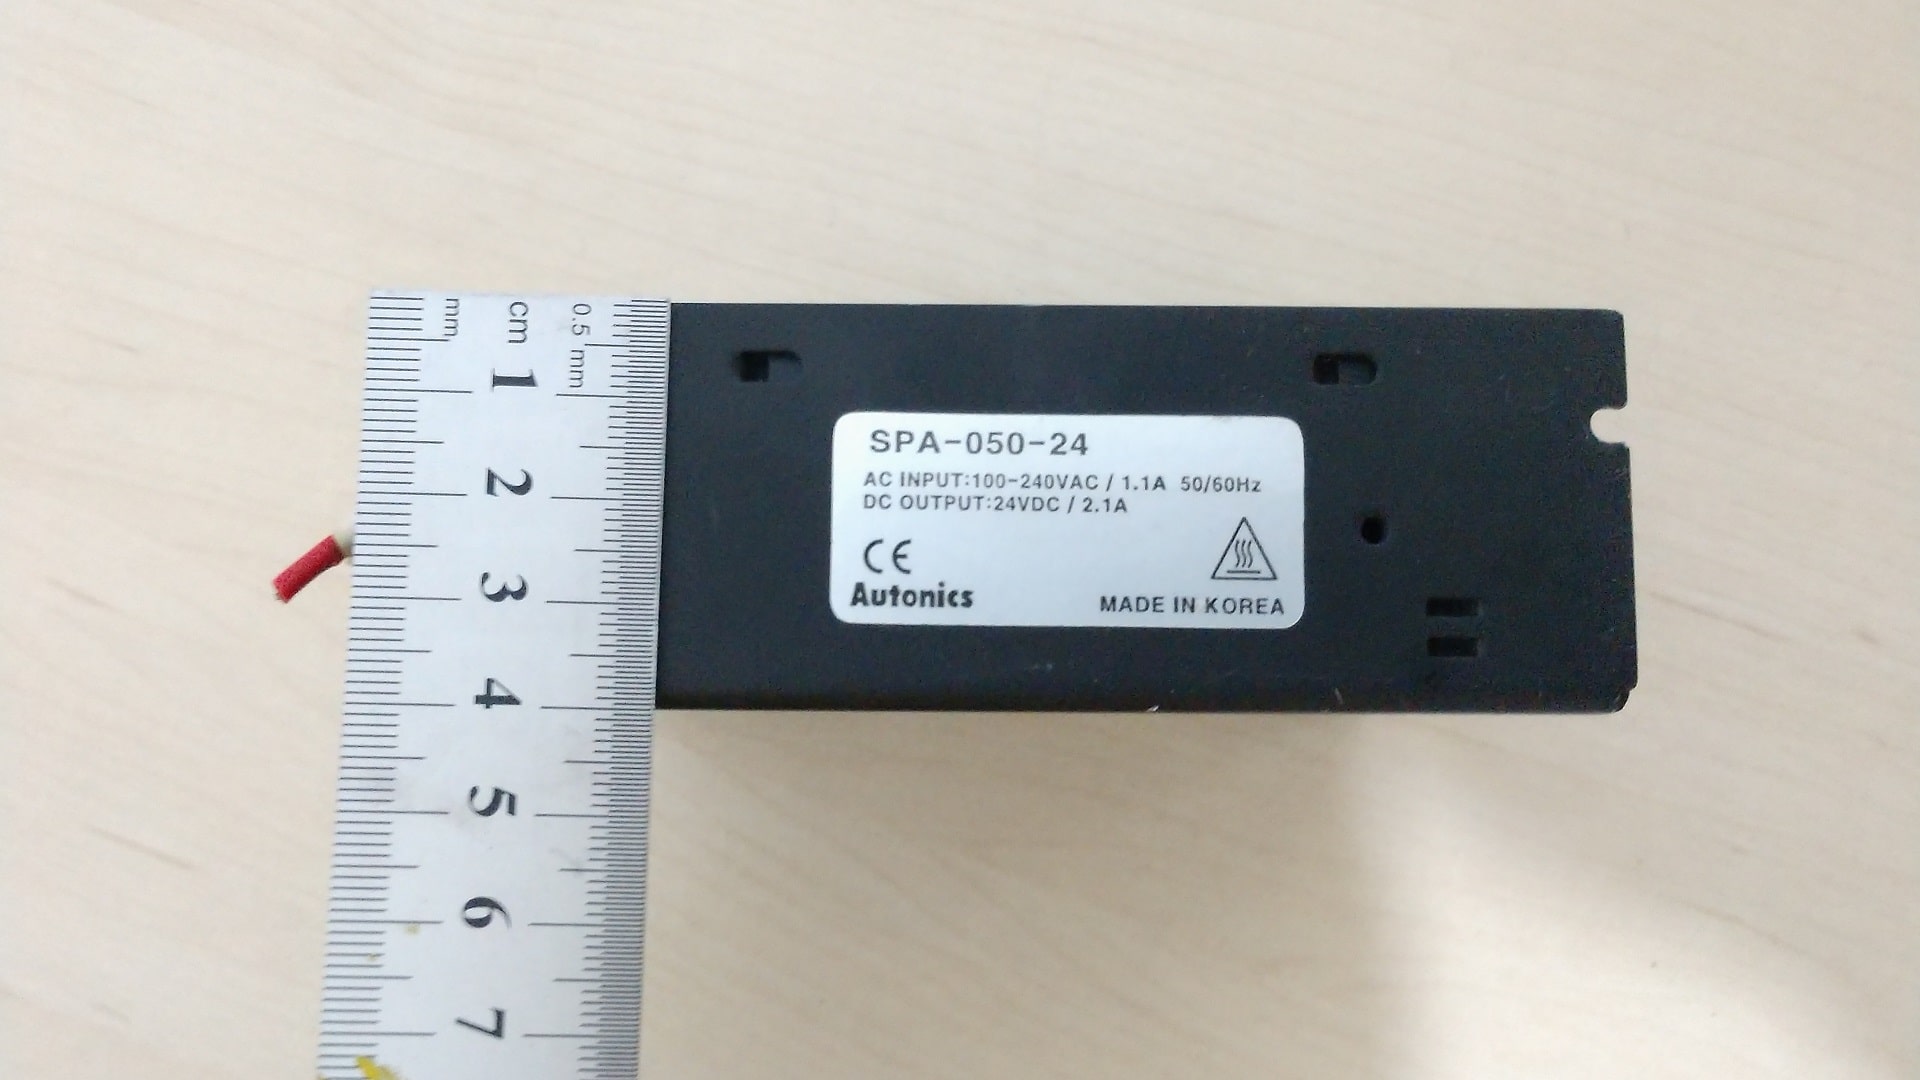 mm cm 0.5 mm
1
2
3
4
5
6
7
SPA-050-24
AC INPUT:100-240VAC / 1.1A 50/60Hz
DC OUTPUT:24VDC / 2.1A
CE
Autonics
MADE IN KOREA